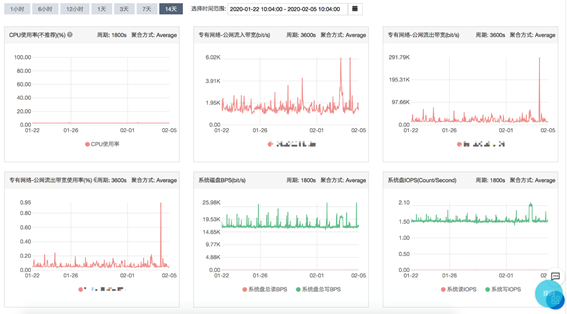 1小时 6小时 12小时 1天 3天 7天 14天 选择时间范围: 2020-01-22 10:04:00 - 2020-02-05 10:04:00
CPU使用率(不推荐)(%) 周期: 1800s 聚合方式: Average
100.00
80.00
60.00
40.00
20.00
0.00
01-22 01-26 02-01 02-05
CPU使用率
专有网络-公网流入带宽(bit/s) 周期: 3600s 聚合方式: Average
6.02K
3.91K
1.95K
0.00
01-22 01-26 02-01 02-05
专有网络-公网流出带宽(bit/s) 周期: 3600s 聚合方式: Average
291.79K
195.31K
97.66K
0.00
01-22 01-26 02-01 02-05
专有网络-公网流出带宽使用率(%) 周期: 3600s 聚合方式: Average
0.95
0.80
0.60
0.40
0.20
0.00
01-22 01-26 02-01 02-05
系统磁盘BPS(bit/s) 周期: 1800s 聚合方式: Average
25.98K
19.53K
14.65K
9.77K
4.88K
0.00
01-22 01-26 02-01 02-05
系统盘总读BPS 系统盘总写BPS
系统盘IOPS(Count/Second) 周期: 1800s 聚合方式: Average
2.10
1.50
1.00
0.50
0.00
01-22 01-26 02-01 02-05
系统读IOPS 系统写IOPS